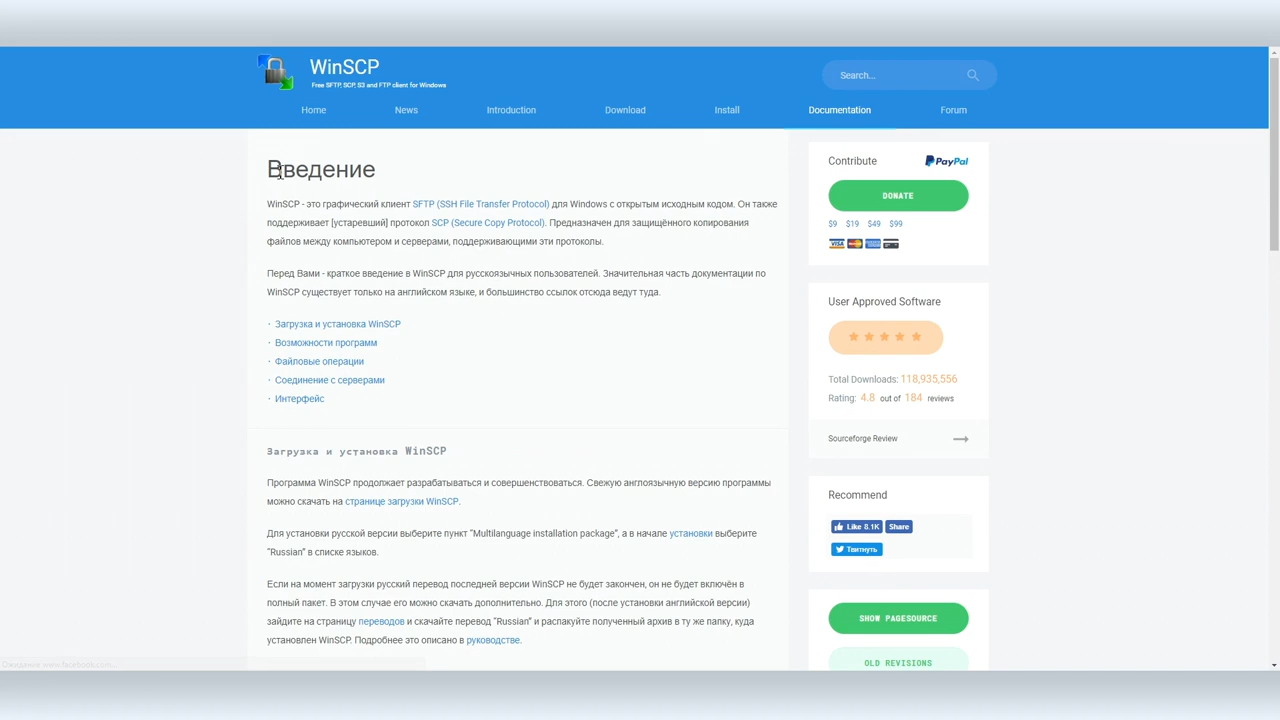 WinSCP
Free SFTP, SCP, S3 and FTP client for Windows
Search...
Home News Introduction Download Install Documentation Forum
Введение
WinSCP - это графический клиент SFTP (SSH File Transfer Protocol) для Windows с открытым исходным кодом. Он также
поддерживает [устаревший] протокол SCP (Secure Copy Protocol). Предназначен для защищённого копирования
файлов между компьютером и серверами, поддерживающими эти протоколы.
Перед Вами - краткое введение в WinSCP для русскоязычных пользователей. Значительная часть документации по
WinSCP существует только на английском языке, и большинство ссылок отсюда ведут туда.
· Загрузка и установка WinSCP
· Возможности программ
· Файловые операции
· Соединение с серверами
· Интерфейс
Загрузка и установка WinSCP
Программа WinSCP продолжает разрабатываться и совершенствоваться. Свежую англоязычную версию программы
можно скачать на странице загрузки WinSCP.
Для установки русской версии выберите пункт "Multilanguage installation package", а в начале установки выберите
"Russian" в списке языков.
Если на момент загрузки русский перевод последней версии WinSCP не будет закончен, он не будет включён в
полный пакет. В этом случае его можно скачать дополнительно. Для этого (после установки английской версии)
зайдите на страницу переводов и скачайте перевод "Russian" и распакуйте полученный архив в ту же папку, куда
установлен WinSCP. Подробнее это описано в руководстве.
Contribute PayPal
DONATE
$9 $19 $49 $99
VISA
User Approved Software
Total Downloads: 118,935,556
Rating: 4.8 out of 184 reviews
Sourceforge Review
Recommend
Like 8.1K Share
Твитнуть
SHOW PAGESOURCE
OLD REVISIONS
Ожидание www.facebook.com...